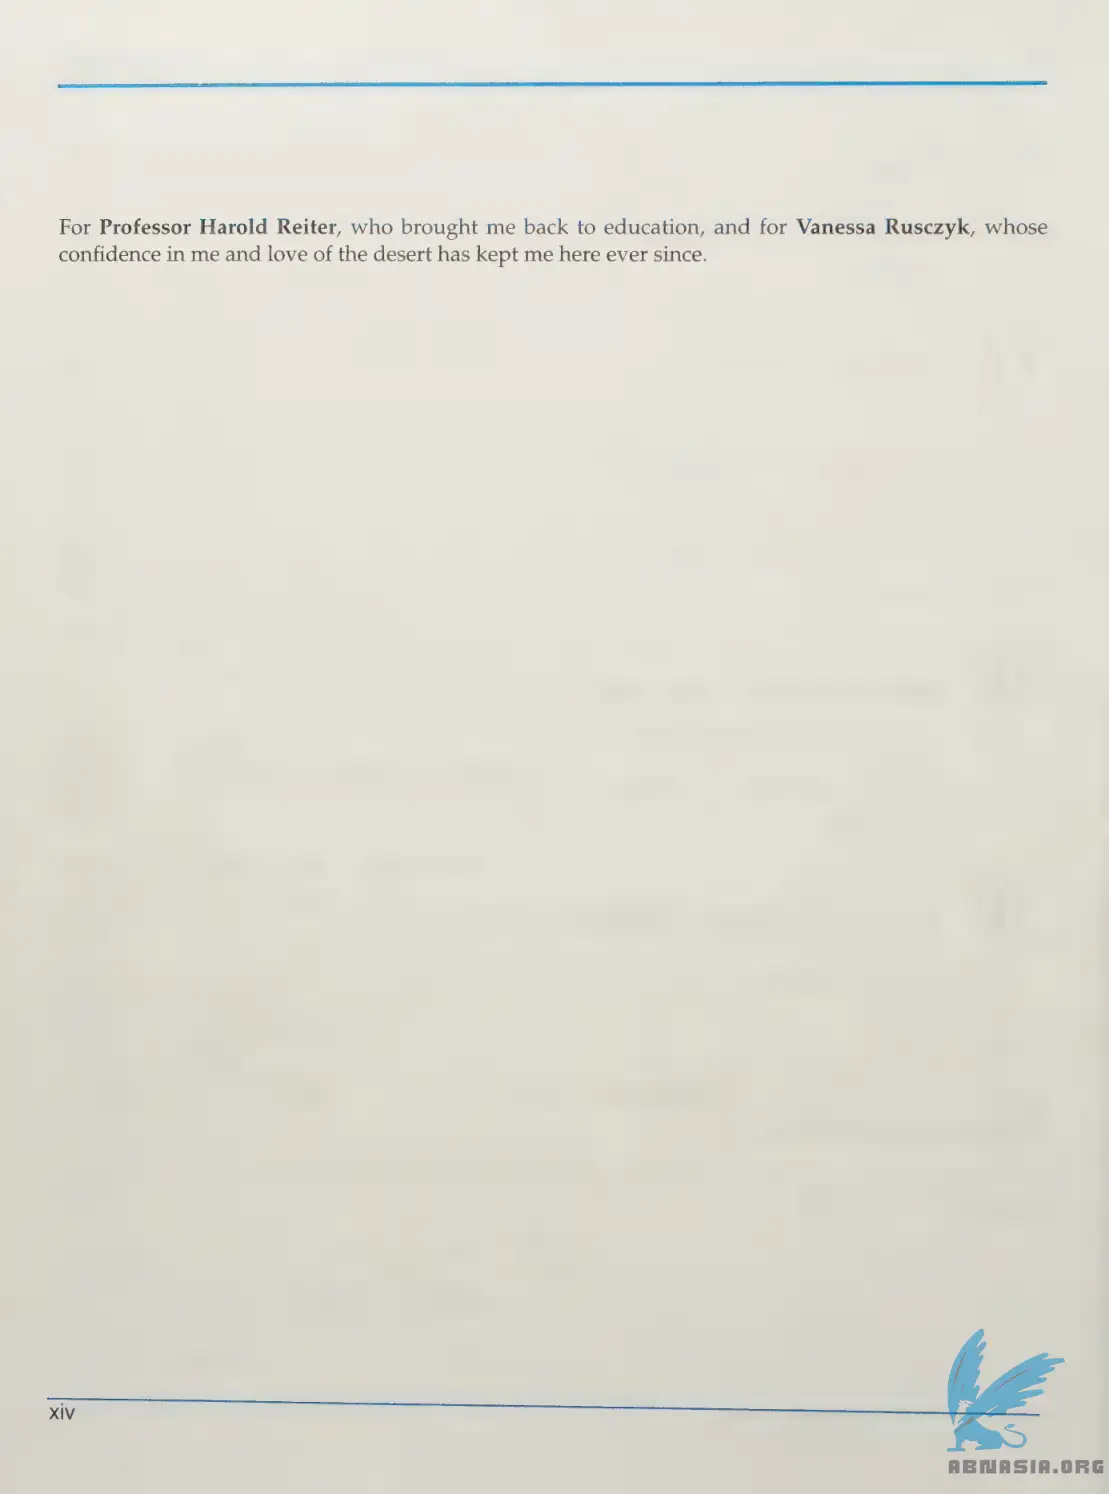 For Professor Harold Reiter, who brought me back to education, and for Vanessa Rusczyk, whose
confidence in me and love of the desert has kept me here ever since.
xiv
ABNASIA.ORG